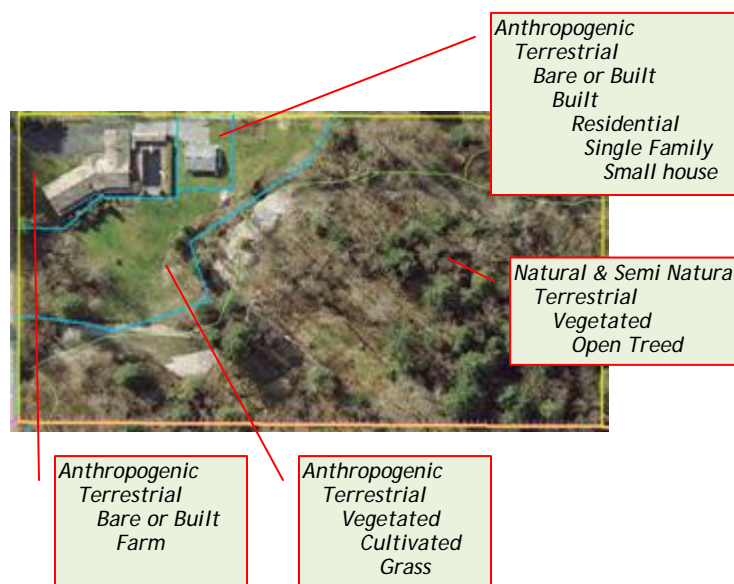 Anthropogenic
Terrestrial
Bare or Built
Built
Residential
Single Family
Small house
Natural & Semi Natural
Terrestrial
Vegetated
Open Treed
Anthropogenic
Terrestrial
Bare or Built
Farm
Anthropogenic
Terrestrial
Vegetated
Cultivated
Grass